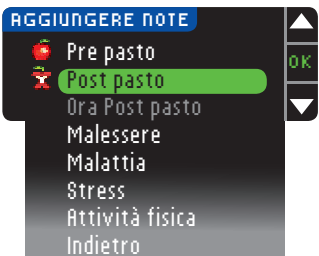 AGGIUNGERE NOTE
Pre pasto
OK
Post pasto
Ora Post pasto
Malessere
Malattia
Stress
Attività fisica
Indietro